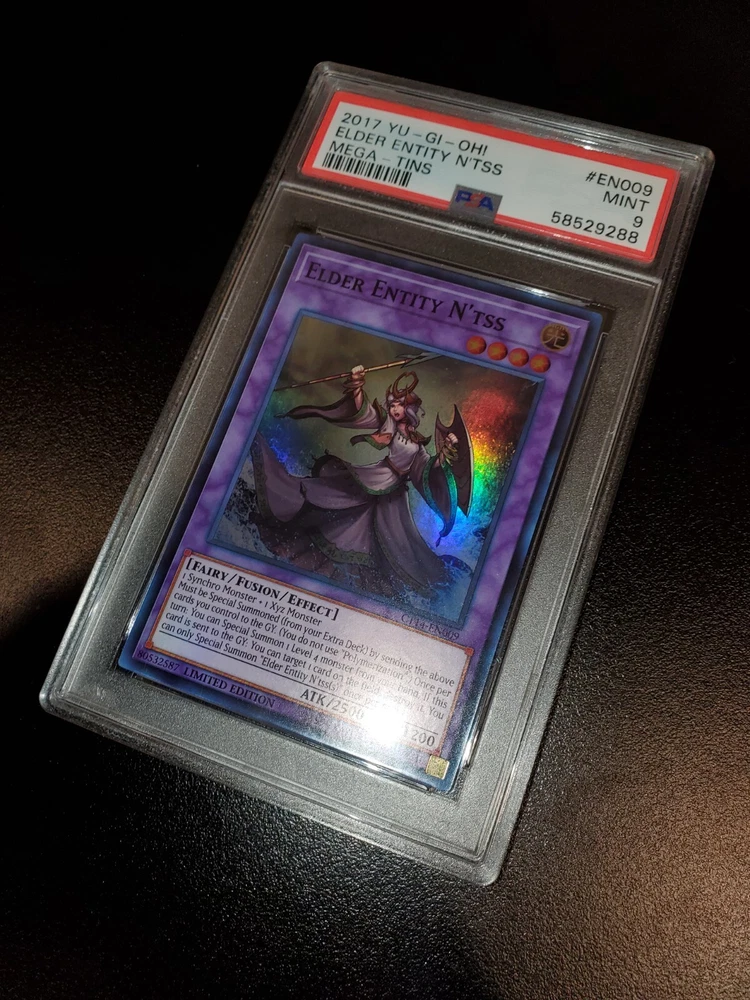 2017 YU-GI-OH!
ELDER ENTITY N'TSS
MEGA-TINS
#EN009
MINT
9
58529288
PSA
ELDER ENTITY N'TSS
光
CT14-EN009
[FAIRY/FUSION/EFFECT]
1 Synchro Monster + 1 Xyz Monster
Must be Special Summoned (from your Extra Deck) by sending the above
cards you control to the GY. (You do not use "Polymerization".) Once per
turn: You can Special Summon 1 Level 4 monster from your hand. If this
card is sent to the GY: You can target 1 card on the field; destroy it. You
can only Special Summon "Elder Entity N'tss(s)" once per
80532587 LIMITED EDITION
ATK/2500
1200